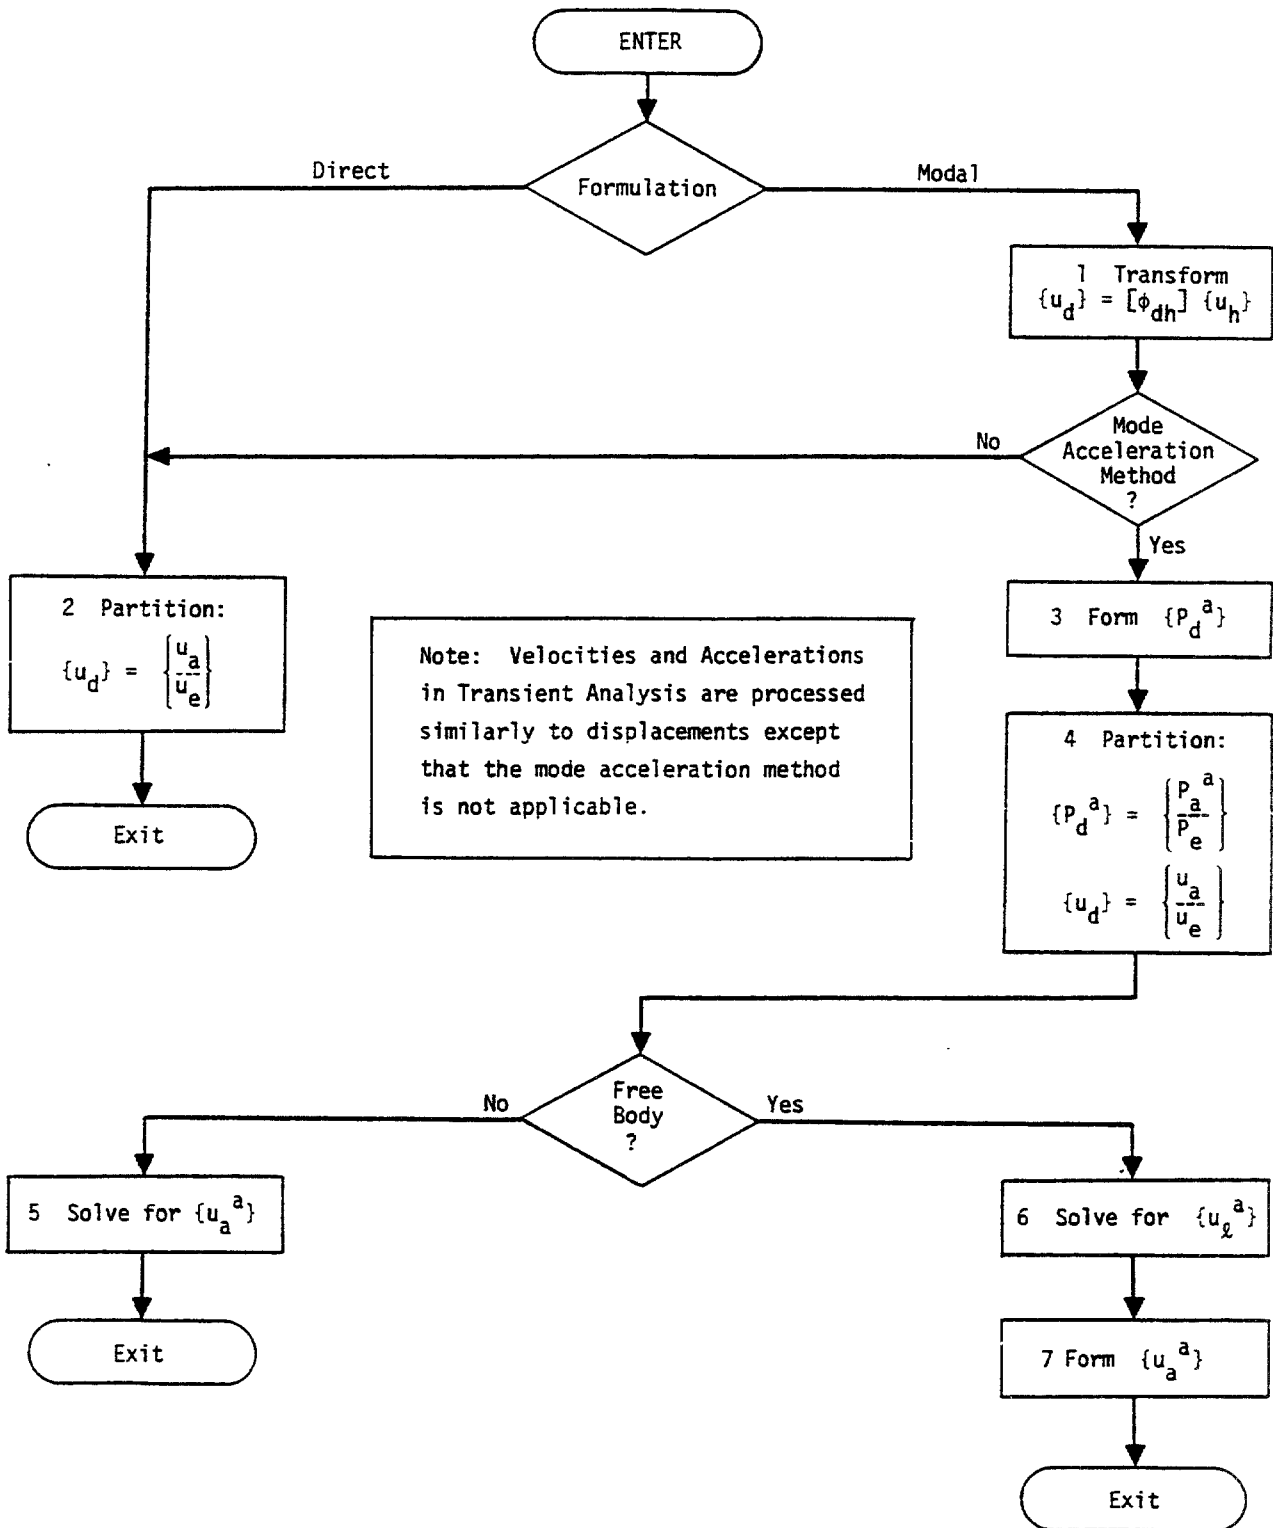 ENTER
Direct
Formulation
Modal
1 Transform
{u_d} = [ϕ_dh] {u_h}
Mode
Acceleration
Method
?
No
Yes
2 Partition:
{u_d} = {u_a / u_e}
Exit
Note: Velocities and Accelerations
in Transient Analysis are processed
similarly to displacements except
that the mode acceleration method
is not applicable.
3 Form {P_d^a}
4 Partition:
{P_d^a} = {P_a^a / P_e}
{u_d} = {u_a / u_e}
Free
Body
?
No
Yes
5 Solve for {u_a^a}
Exit
6 Solve for {u_ℓ^a}
7 Form {u_a^a}
Exit